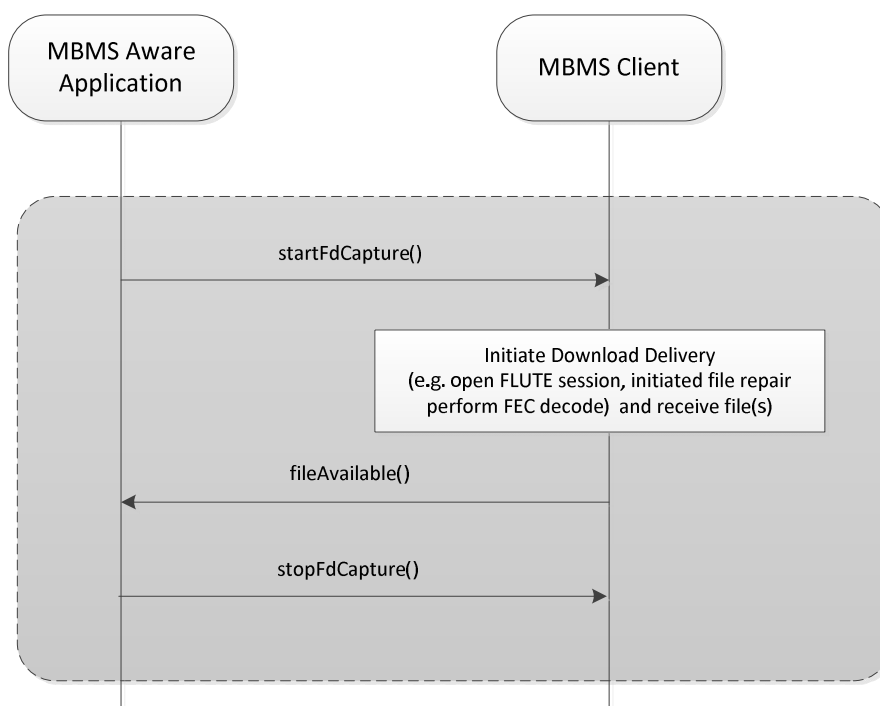 MBMS Aware
Application
MBMS Client
startFdCapture()
Initiate Download Delivery
(e.g. open FLUTE session, initiated file repair
perform FEC decode) and receive file(s)
fileAvailable()
stopFdCapture()